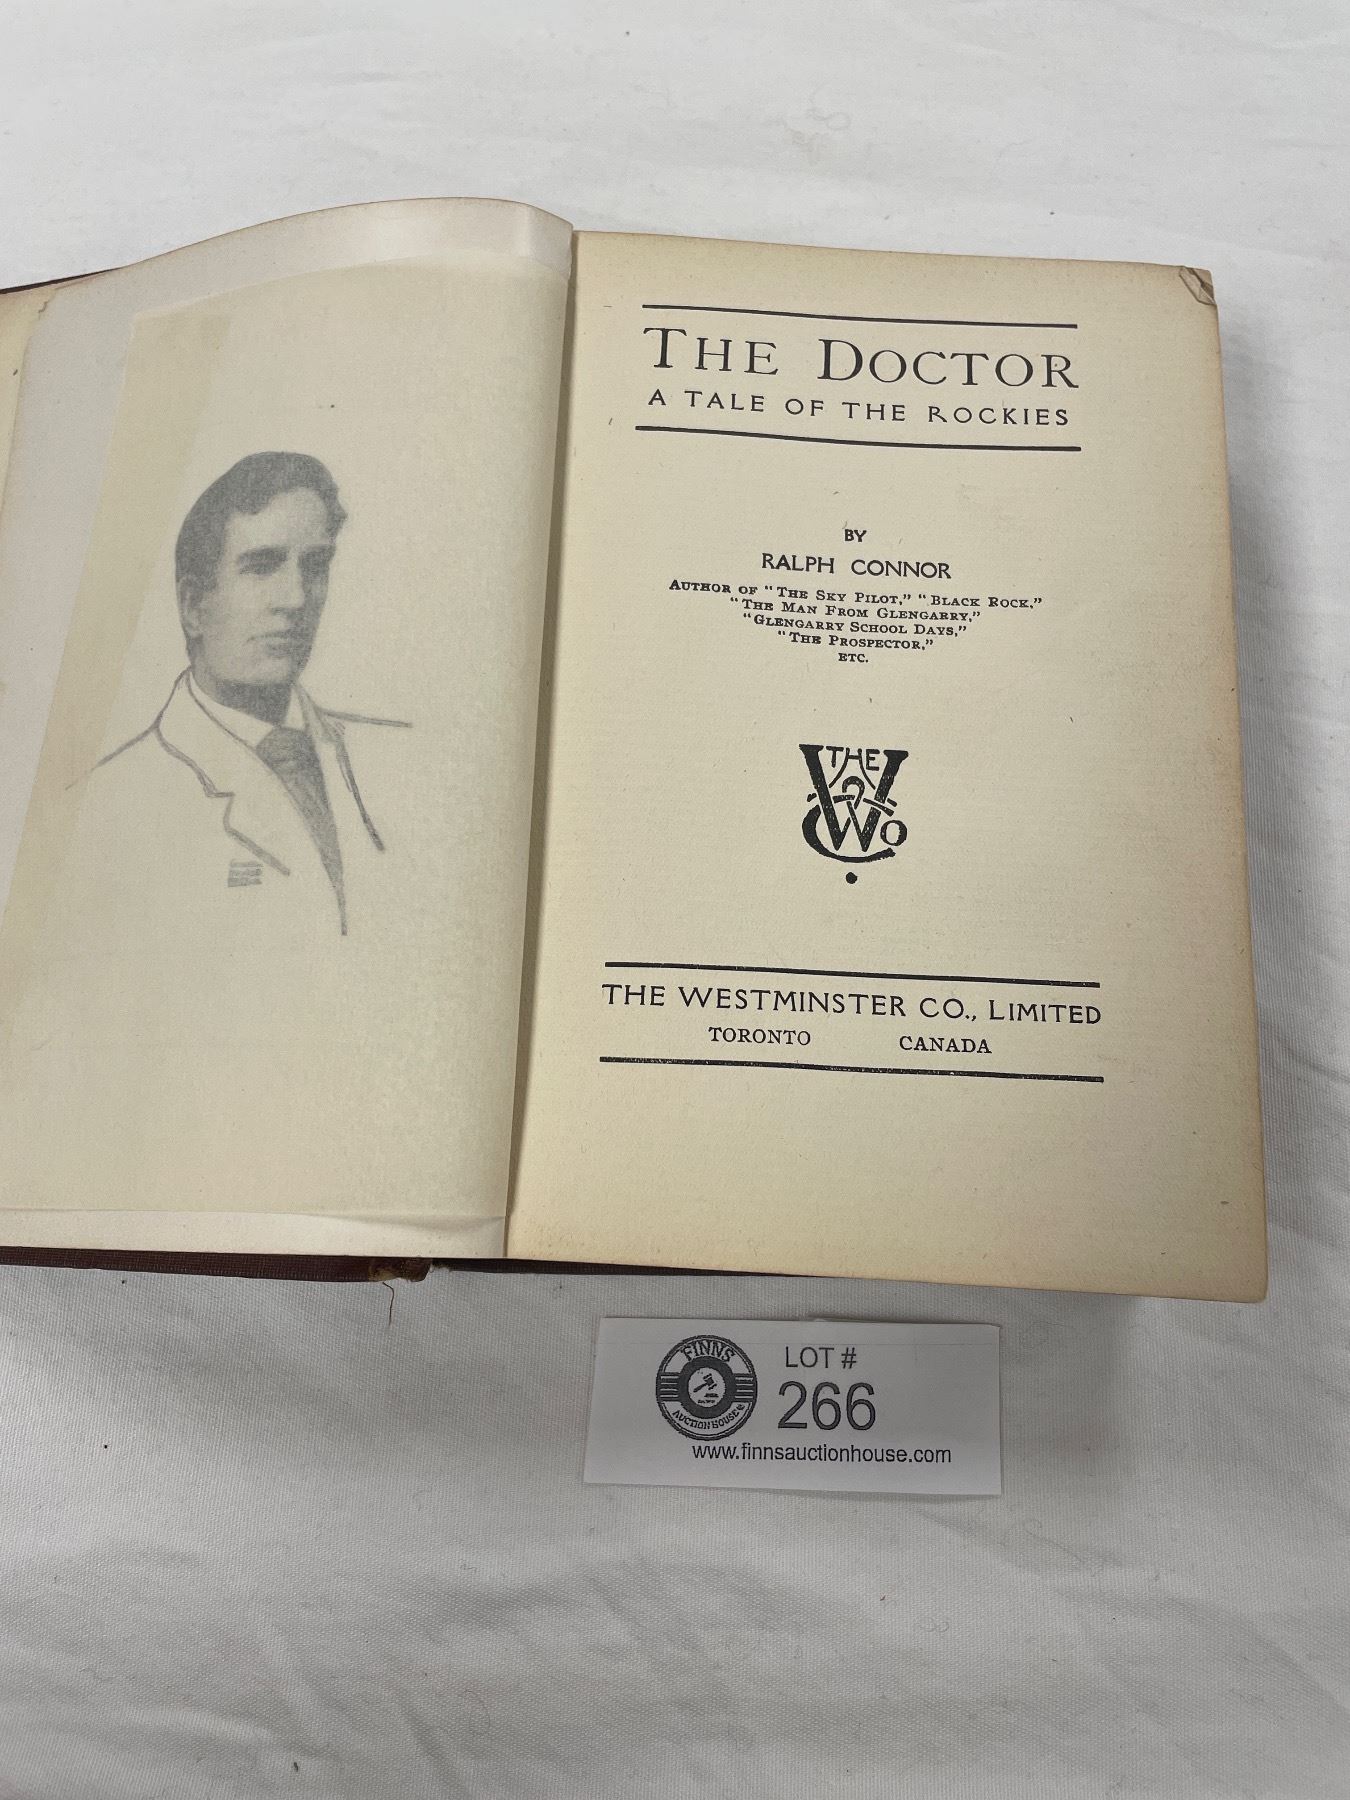 THE DOCTOR
A TALE OF THE ROCKIES
BY
RALPH CONNOR
AUTHOR OF "THE SKY PILOT," "BLACK ROCK,"
"THE MAN FROM GLENGARRY,"
"GLENGARRY SCHOOL DAYS,"
"THE PROSPECTOR,"
ETC.
THE
W
Co
THE WESTMINSTER CO., LIMITED
TORONTO CANADA
FINNS
AUCTION HOUSE
LOT #
266
www.finnsauctionhouse.com